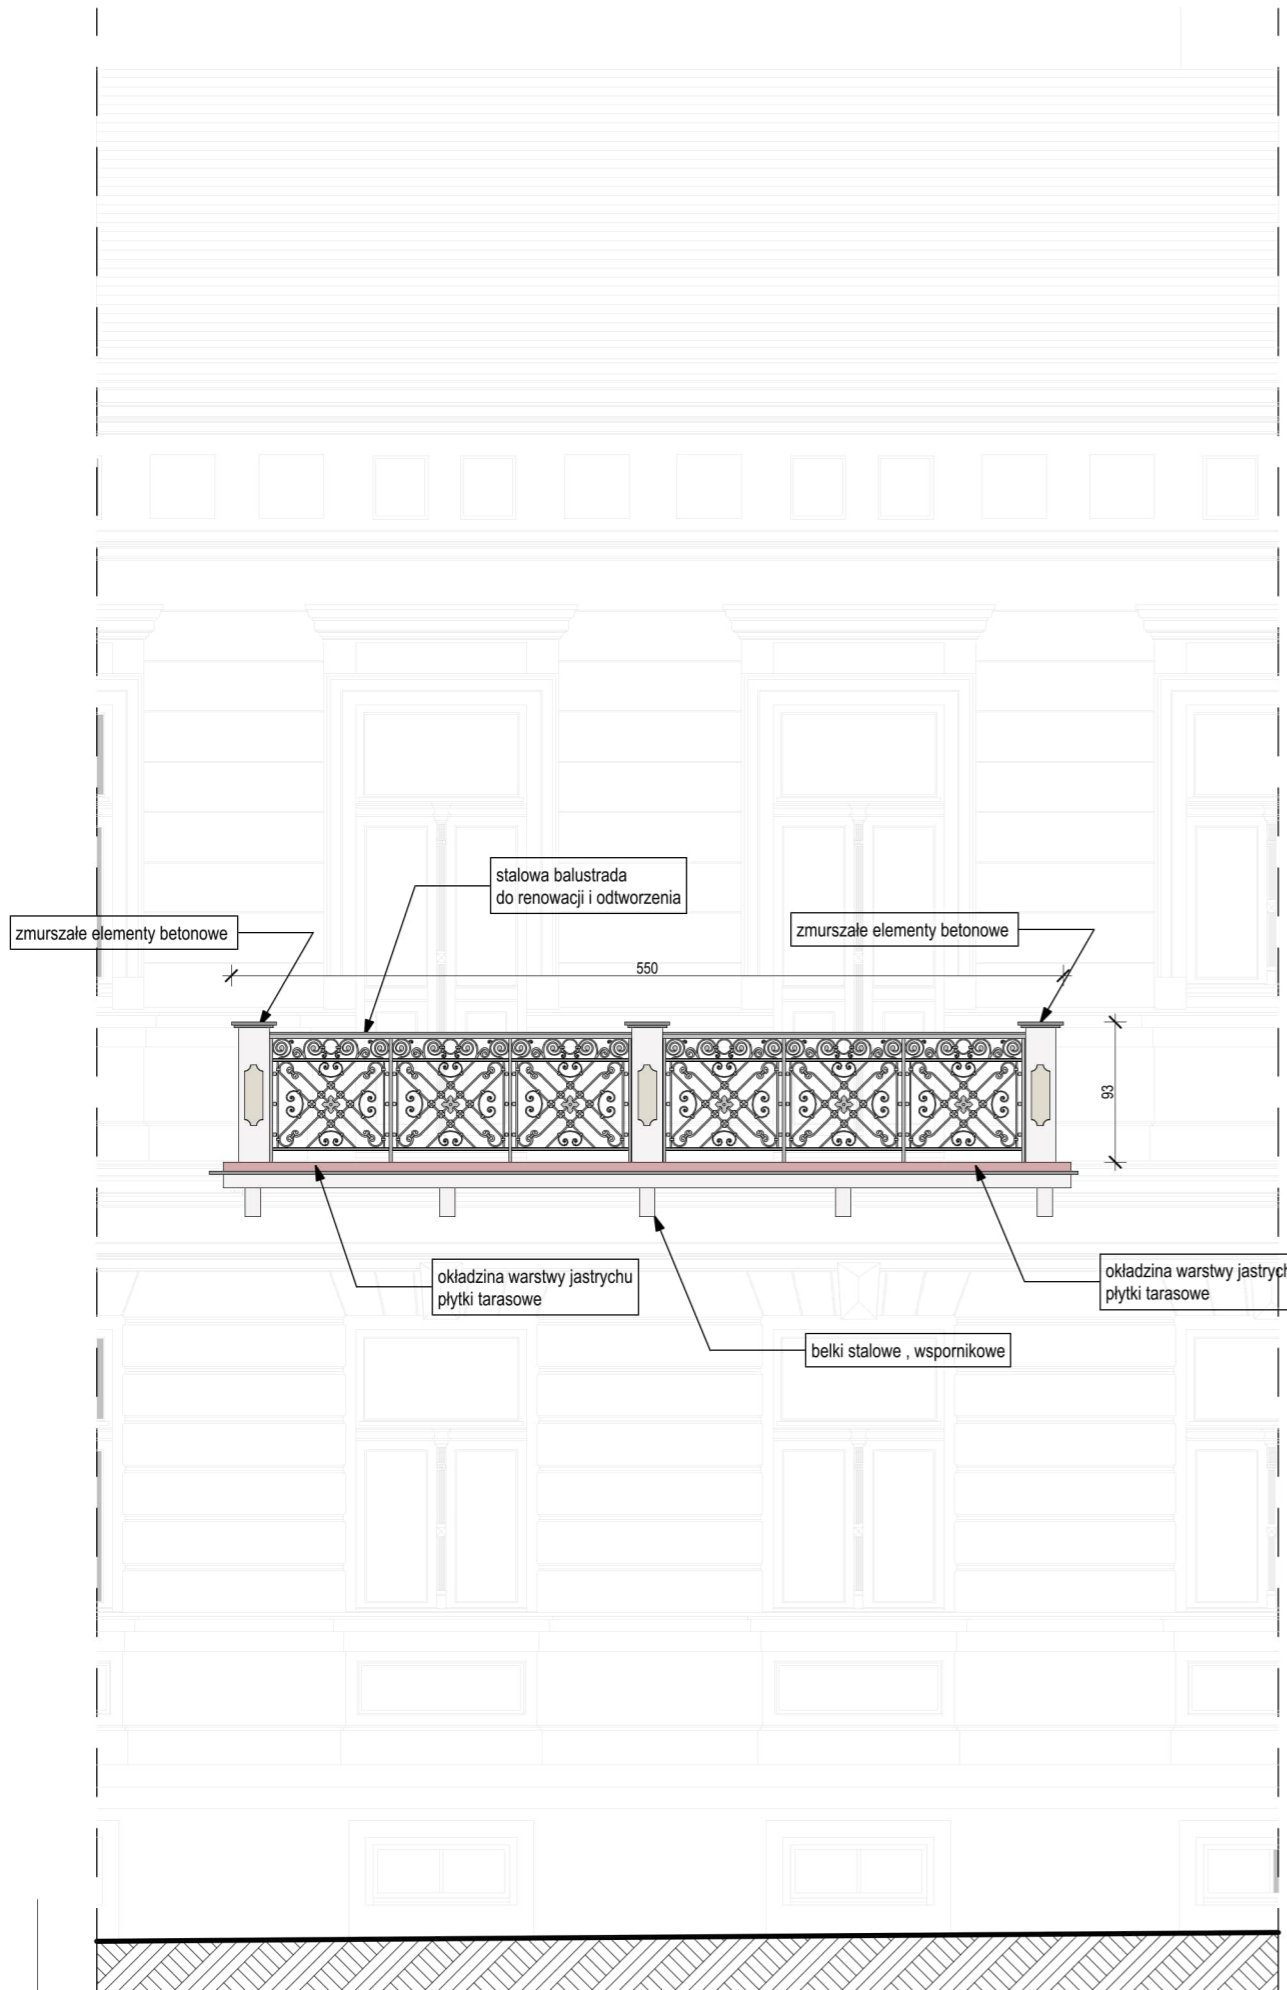 stalowa balustrada
do renowacji i odtworzenia
zmurszałe elementy betonowe
zmurszałe elementy betonowe
550
93
okładzina warstwy jastrychu
płytki tarasowe
okładzina warstwy jastrych
płytki tarasowe
belki stalowe , wspornikowe